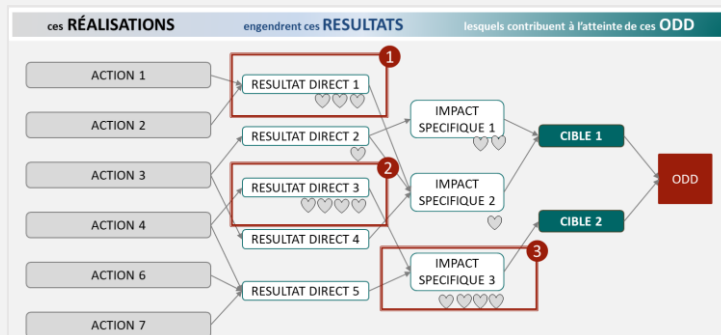 ces RÉALISATIONS
engendrent ces RESULTATS
lesquels contribuent à l'atteinte de ces ODD
ACTION 1
ACTION 2
ACTION 3
ACTION 4
ACTION 6
ACTION 7
1
RESULTAT DIRECT 1
RESULTAT DIRECT 2
2
RESULTAT DIRECT 3
RESULTAT DIRECT 4
RESULTAT DIRECT 5
IMPACT
SPECIFIQUE 1
IMPACT
SPECIFIQUE 2
3
IMPACT
SPECIFIQUE 3
CIBLE 1
CIBLE 2
ODD